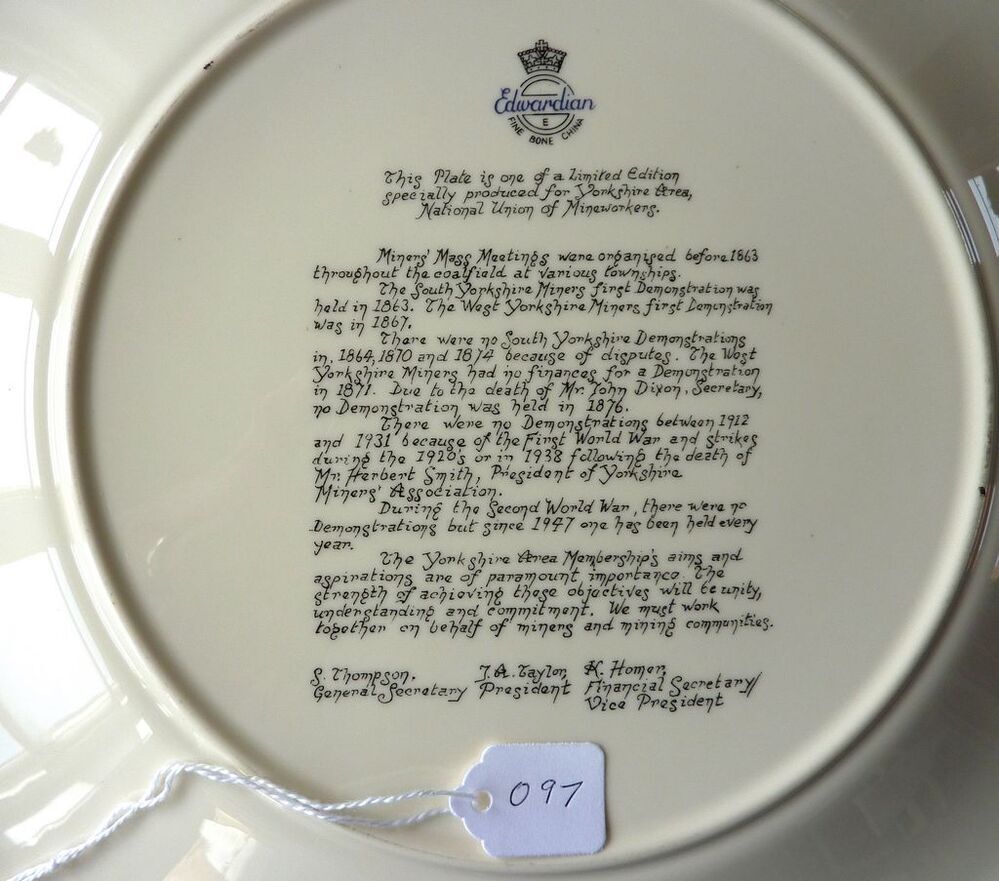 Edwardian
E
FINE BONE CHINA
This Plate is one of a Limited Edition
specially produced for Yorkshire Area,
National Union of Mineworkers.
Miners' Mass Meetings were organised before 1863
throughout the coalfield at various townships.
The South Yorkshire Miners first Demonstration was
held in 1863. The West Yorkshire Miners first Demonstration
was in 1867.
There were no South Yorkshire Demonstrations
in 1864, 1870 and 1874 because of disputes. The West
Yorkshire Miners had no finances for a Demonstration
in 1871. Due to the death of Mr. John Dixon, Secretary,
no Demonstration was held in 1876.
There were no Demonstrations between 1912
and 1931 because of the First World War and strikes
during the 1920's or in 1938 following the death of
Mr. Herbert Smith, President of Yorkshire
Miners' Association.
During the Second World War, there were no
Demonstrations but since 1947 one has been held every
year.
The Yorkshire Area Membership's aims and
aspirations are of paramount importance. The
strength of achieving those objectives will be unity,
understanding and commitment. We must work
together on behalf of miners and mining communities.
S. Thompson, J. A. Taylor, K. Homer,
General Secretary President Financial Secretary/
Vice President
097